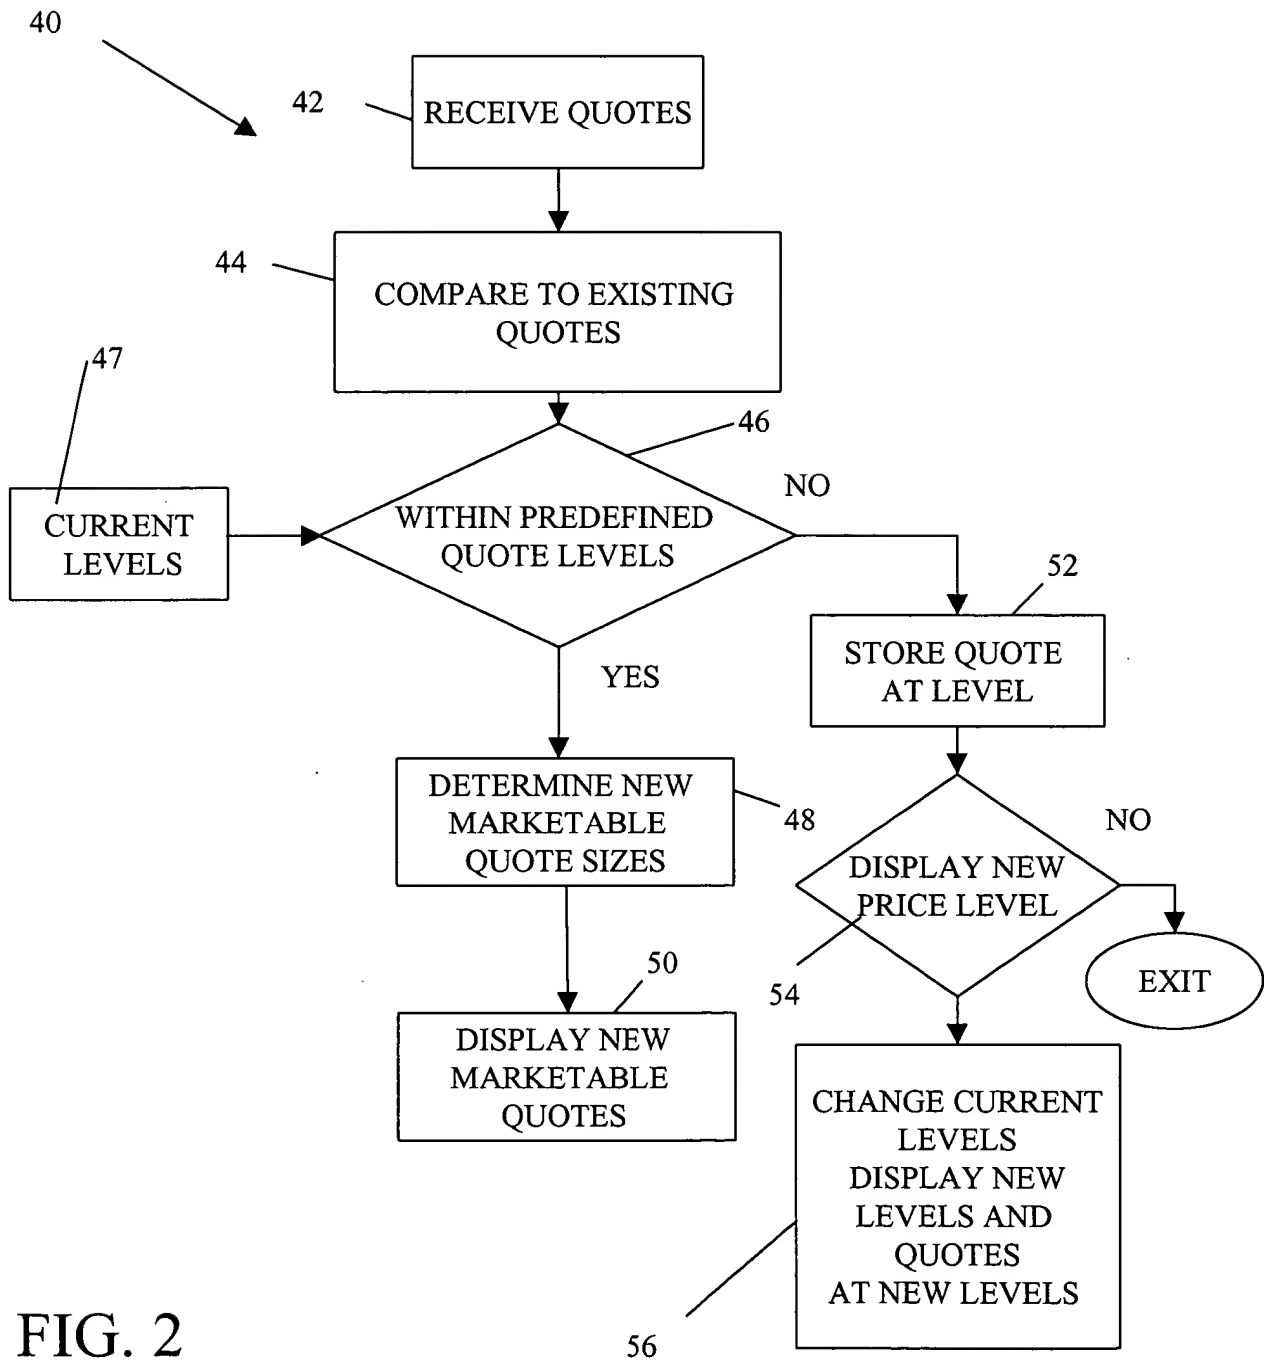 40
42
RECEIVE QUOTES
44
COMPARE TO EXISTING
QUOTES
47
46
NO
CURRENT
LEVELS
WITHIN PREDEFINED
QUOTE LEVELS
52
STORE QUOTE
AT LEVEL
YES
DETERMINE NEW
MARKETABLE
QUOTE SIZES
48
NO
DISPLAY NEW
PRICE LEVEL
54
EXIT
50
DISPLAY NEW
MARKETABLE
QUOTES
CHANGE CURRENT
LEVELS
DISPLAY NEW
LEVELS AND
QUOTES
AT NEW LEVELS
56
FIG. 2